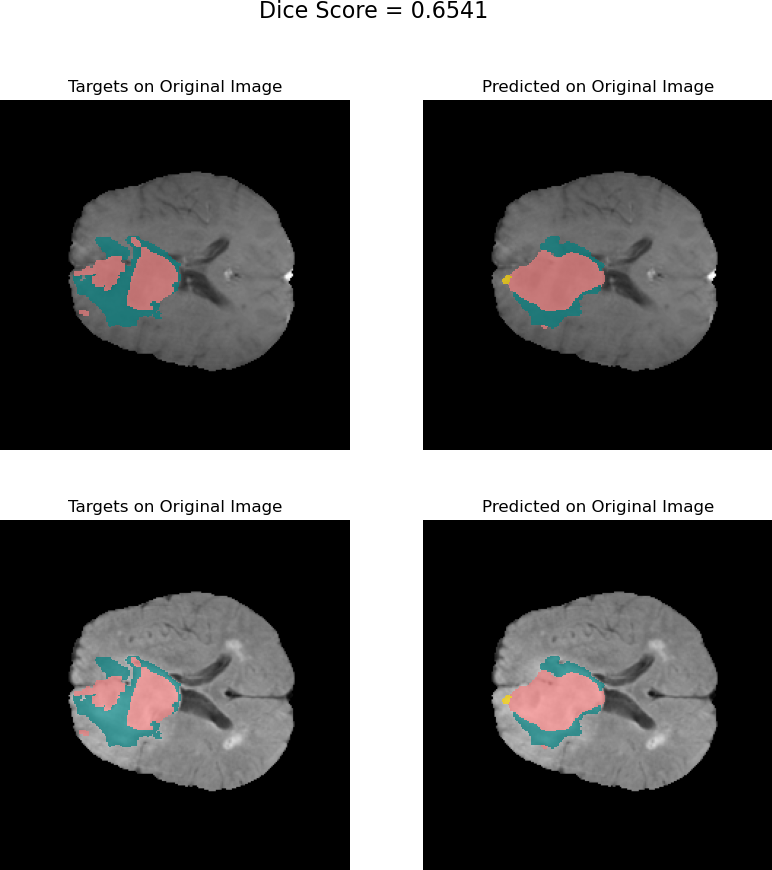 Dice Score = 0.6541
Targets on Original Image
Predicted on Original Image
Targets on Original Image
Predicted on Original Image